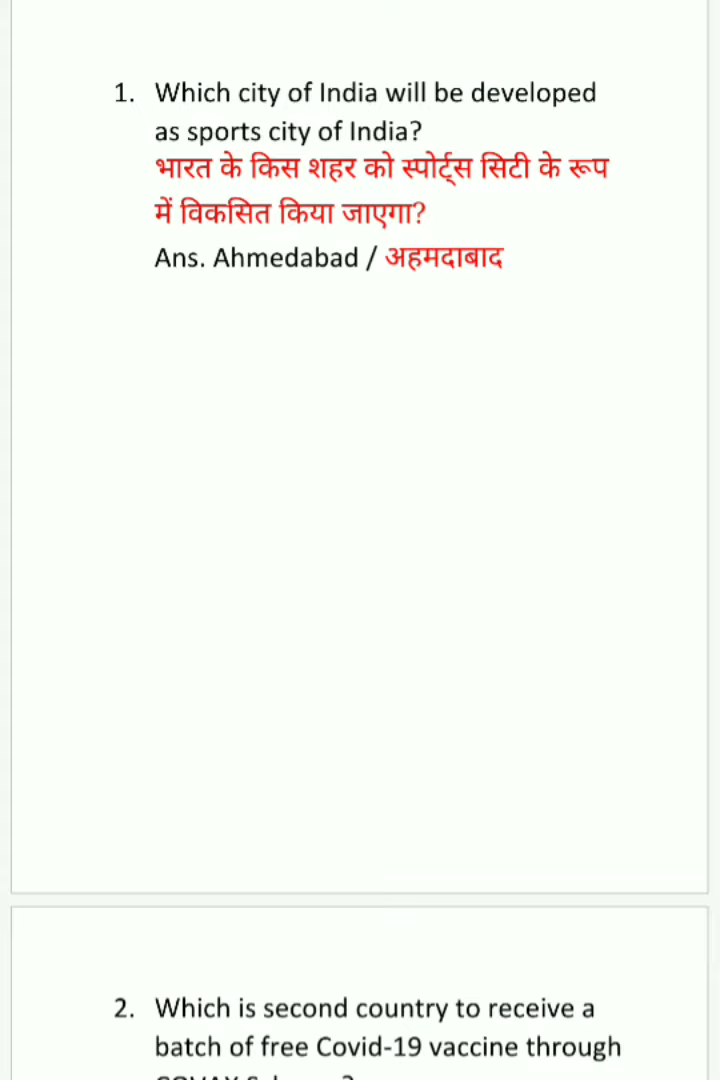 1. Which city of India will be developed
as sports city of India?
भारत के किस शहर को स्पोर्ट्स सिटी के रूप
में विकसित किया जाएगा?
Ans. Ahmedabad / अहमदाबाद
2. Which is second country to receive a
batch of free Covid-19 vaccine through